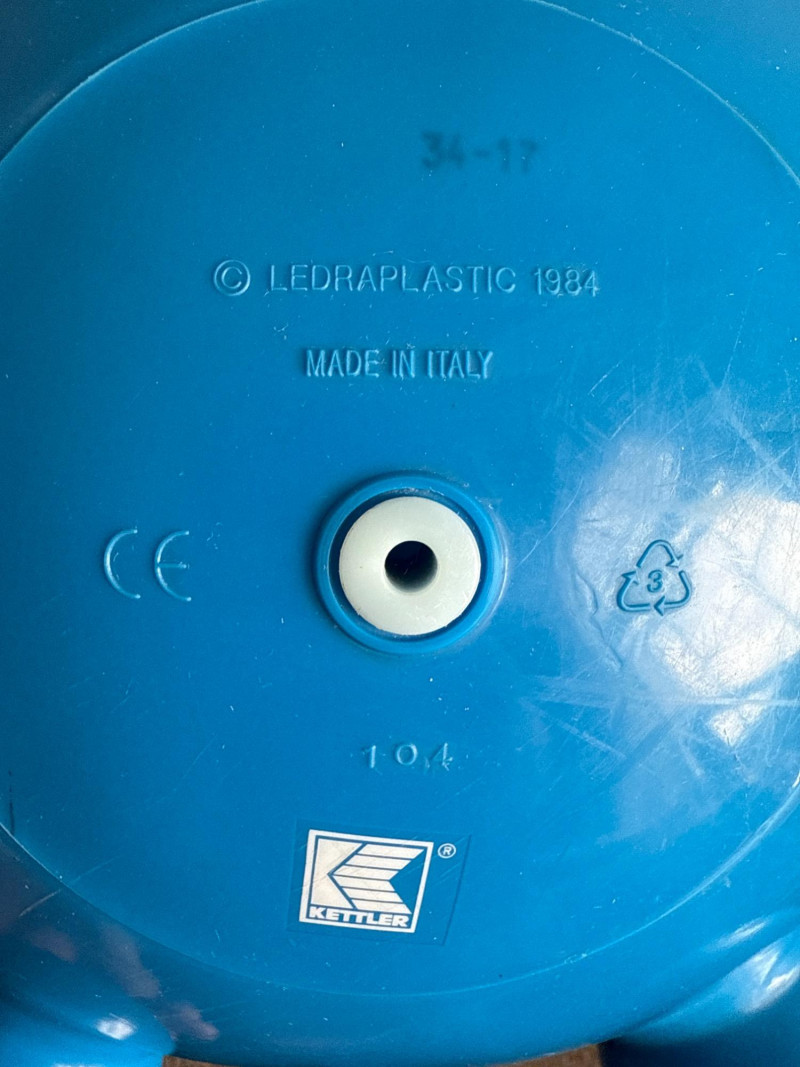 34-17
© LEDRAPLASTIC 1984
MADE IN ITALY
CE
3
104
KETTLER ®